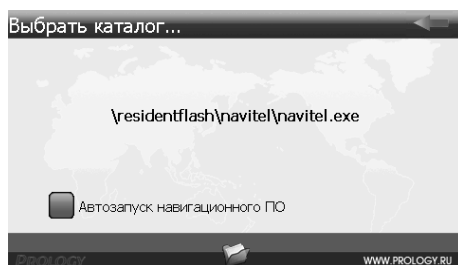 Выбрать каталог...
\residentflash\navitel\navitel.exe
Автозапуск навигационного ПО
PROLOGY
WWW.PROLOGY.RU